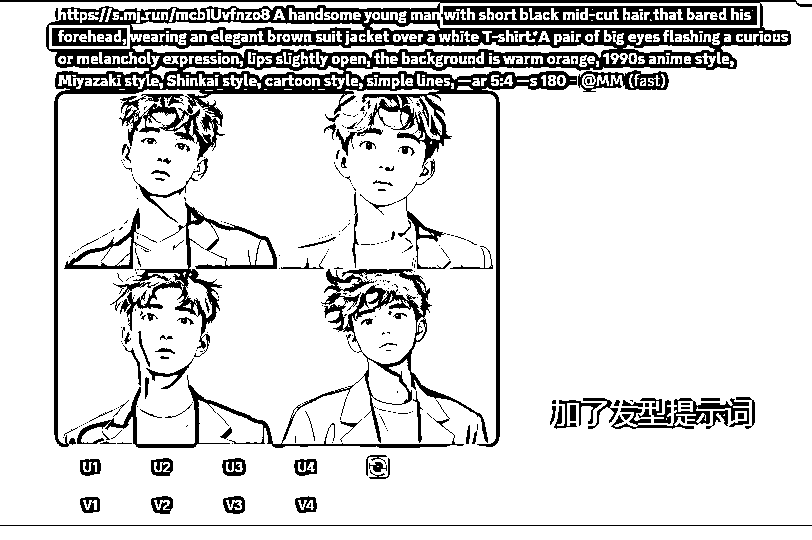 https://s.mj.run/mcb1Uvfnzo8 A handsome young man with short black mid-cut hair that bared his
forehead, wearing an elegant brown suit jacket over a white T-shirt. A pair of big eyes flashing a curious
or melancholy expression, lips slightly open, the background is warm orange, 1990s anime style,
Miyazaki style, Shinkai style, cartoon style, simple lines, —ar 5:4 —s 180 - @MM (fast)
加了发型提示词
U1 U2 U3 U4
V1 V2 V3 V4